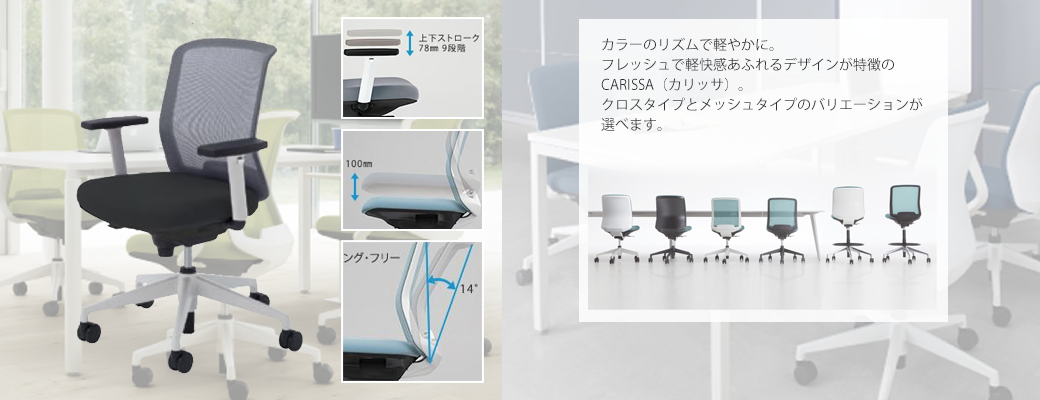 上下ストローク
78㎜ 9段階
100㎜
ング・フリー
14°
カラーのリズムで軽やかに。
フレッシュで軽快感あふれるデザインが特徴の
CARISSA（カリッサ）。
クロスタイプとメッシュタイプのバリエーションが
選べます。